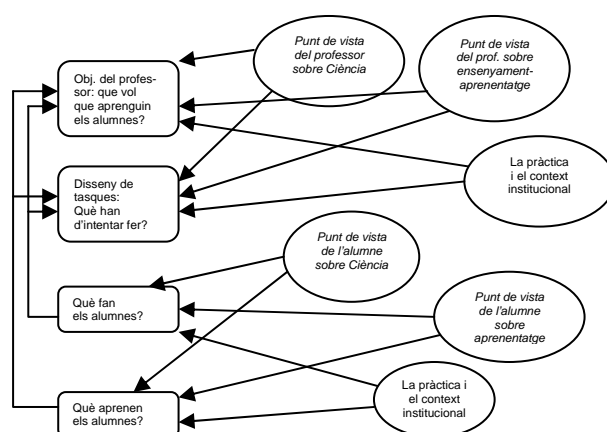 Punt de vista
del professor
sobre Ciència
Punt de vista
del prof. sobre
ensenyament-
aprenentatge
Obj. del profes-
sor: que vol
que aprenguin
els alumnes?
La pràctica
i el context
institucional
Disseny de
tasques:
Què han
d'intentar fer?
Punt de vista
de l'alumne
sobre Ciència
Què fan
els alumnes?
Punt de vista
de l'alumne
sobre
aprenentatge
La pràctica i
el context
institucional
Què aprenen
els alumnes?